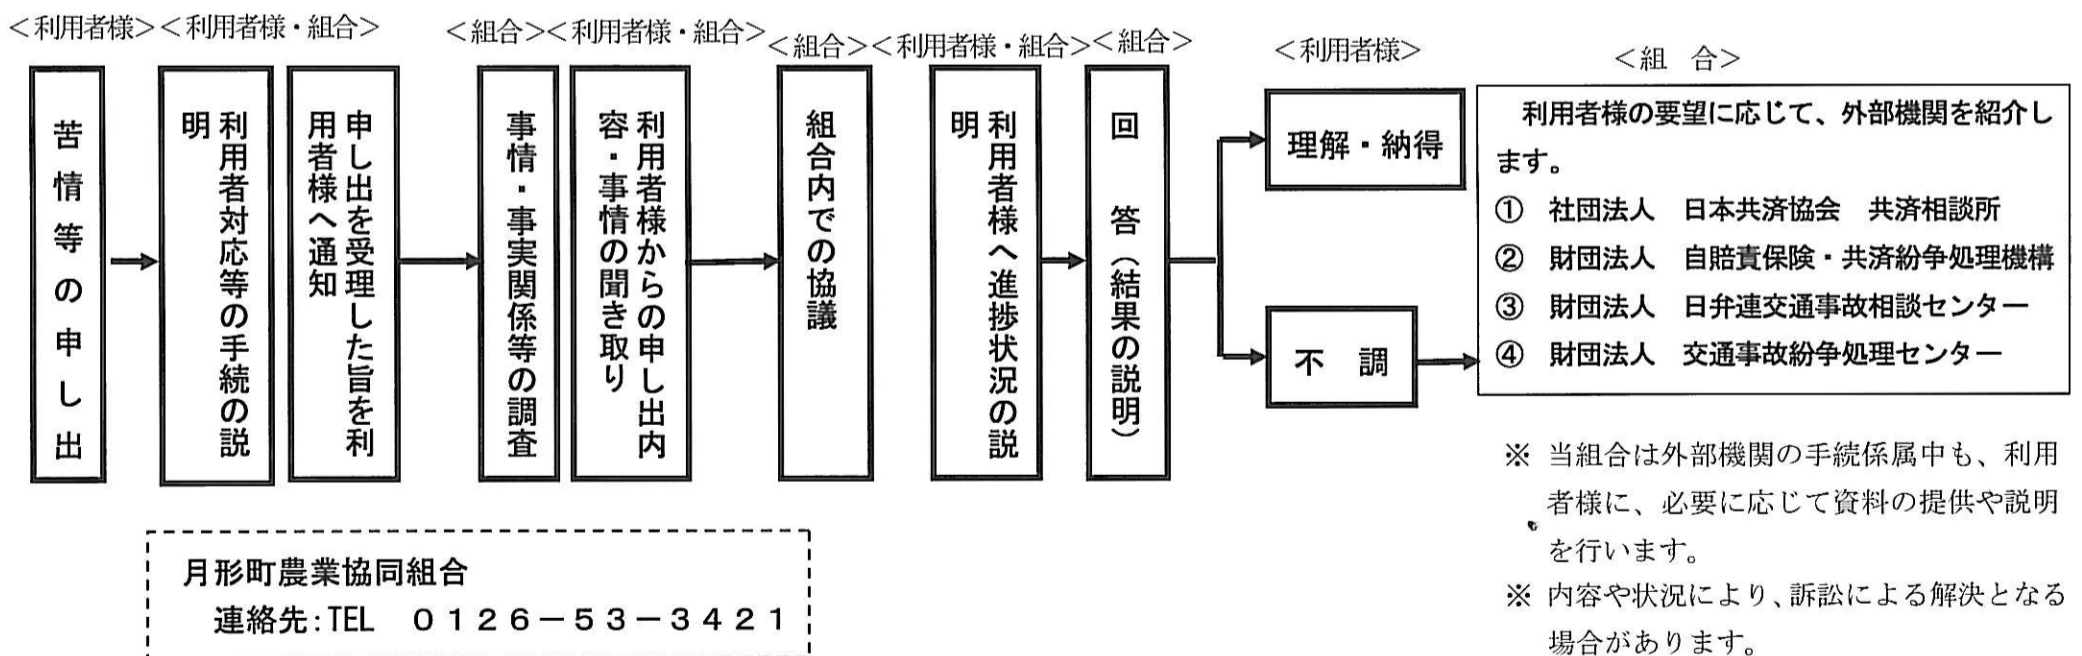 ＜利用者様＞
＜利用者様・組合＞
＜組合＞
＜利用者様・組合＞
＜組合＞
＜利用者様・組合＞
＜組合＞
＜利用者様＞
＜組　合＞
苦情等の申し出
利用者対応等の手続の説
明
申し出を受理した旨を利
用者様へ通知
事情・事実関係等の調査
利用者様からの申し出内
容・事情の聞き取り
組合内での協議
利用者様へ進捗状況の説
明
回　答（結果の説明）
理解・納得
不　調
利用者様の要望に応じて、外部機関を紹介し
ます。
①　社団法人　日本共済協会　共済相談所
②　財団法人　自賠責保険・共済紛争処理機構
③　財団法人　日弁連交通事故相談センター
④　財団法人　交通事故紛争処理センター
※ 当組合は外部機関の手続係属中も、利用
者様に、必要に応じて資料の提供や説明
を行います。
※ 内容や状況により、訴訟による解決となる
場合があります。
月形町農業協同組合
連絡先：TEL　０１２６－５３－３４２１